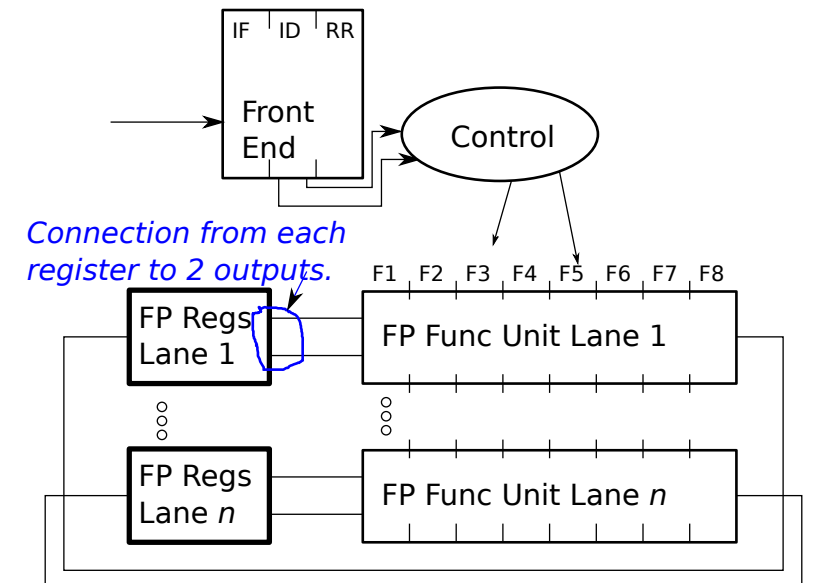 IF ID RR
Front
End
Control
Connection from each
register to 2 outputs.
F1 F2 F3 F4 F5 F6 F7 F8
FP Regs
Lane 1
FP Func Unit Lane 1
FP Regs
Lane n
FP Func Unit Lane n